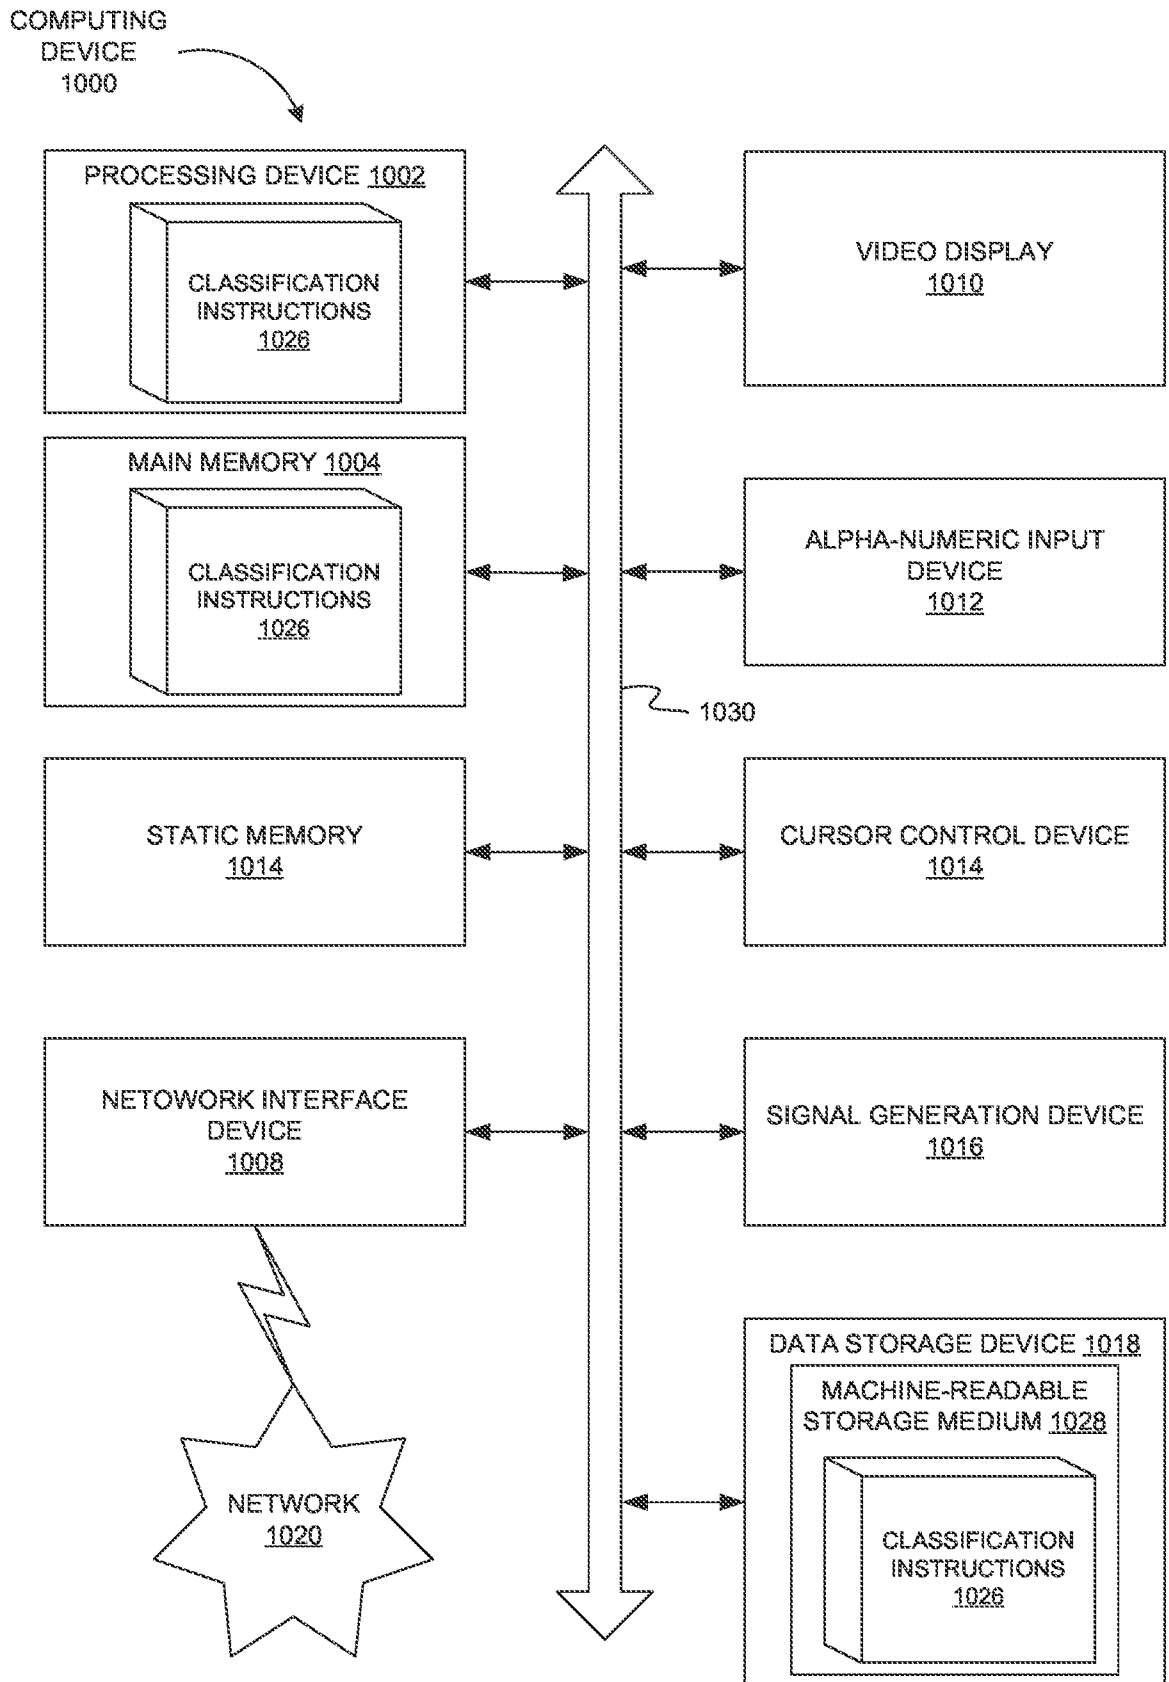 COMPUTING
DEVICE
1000
PROCESSING DEVICE 1002
CLASSIFICATION
INSTRUCTIONS
1026
MAIN MEMORY 1004
CLASSIFICATION
INSTRUCTIONS
1026
STATIC MEMORY
1014
NETOWORK INTERFACE
DEVICE
1008
NETWORK
1020
1030
VIDEO DISPLAY
1010
ALPHA-NUMERIC INPUT
DEVICE
1012
CURSOR CONTROL DEVICE
1014
SIGNAL GENERATION DEVICE
1016
DATA STORAGE DEVICE 1018
MACHINE-READABLE
STORAGE MEDIUM 1028
CLASSIFICATION
INSTRUCTIONS
1026